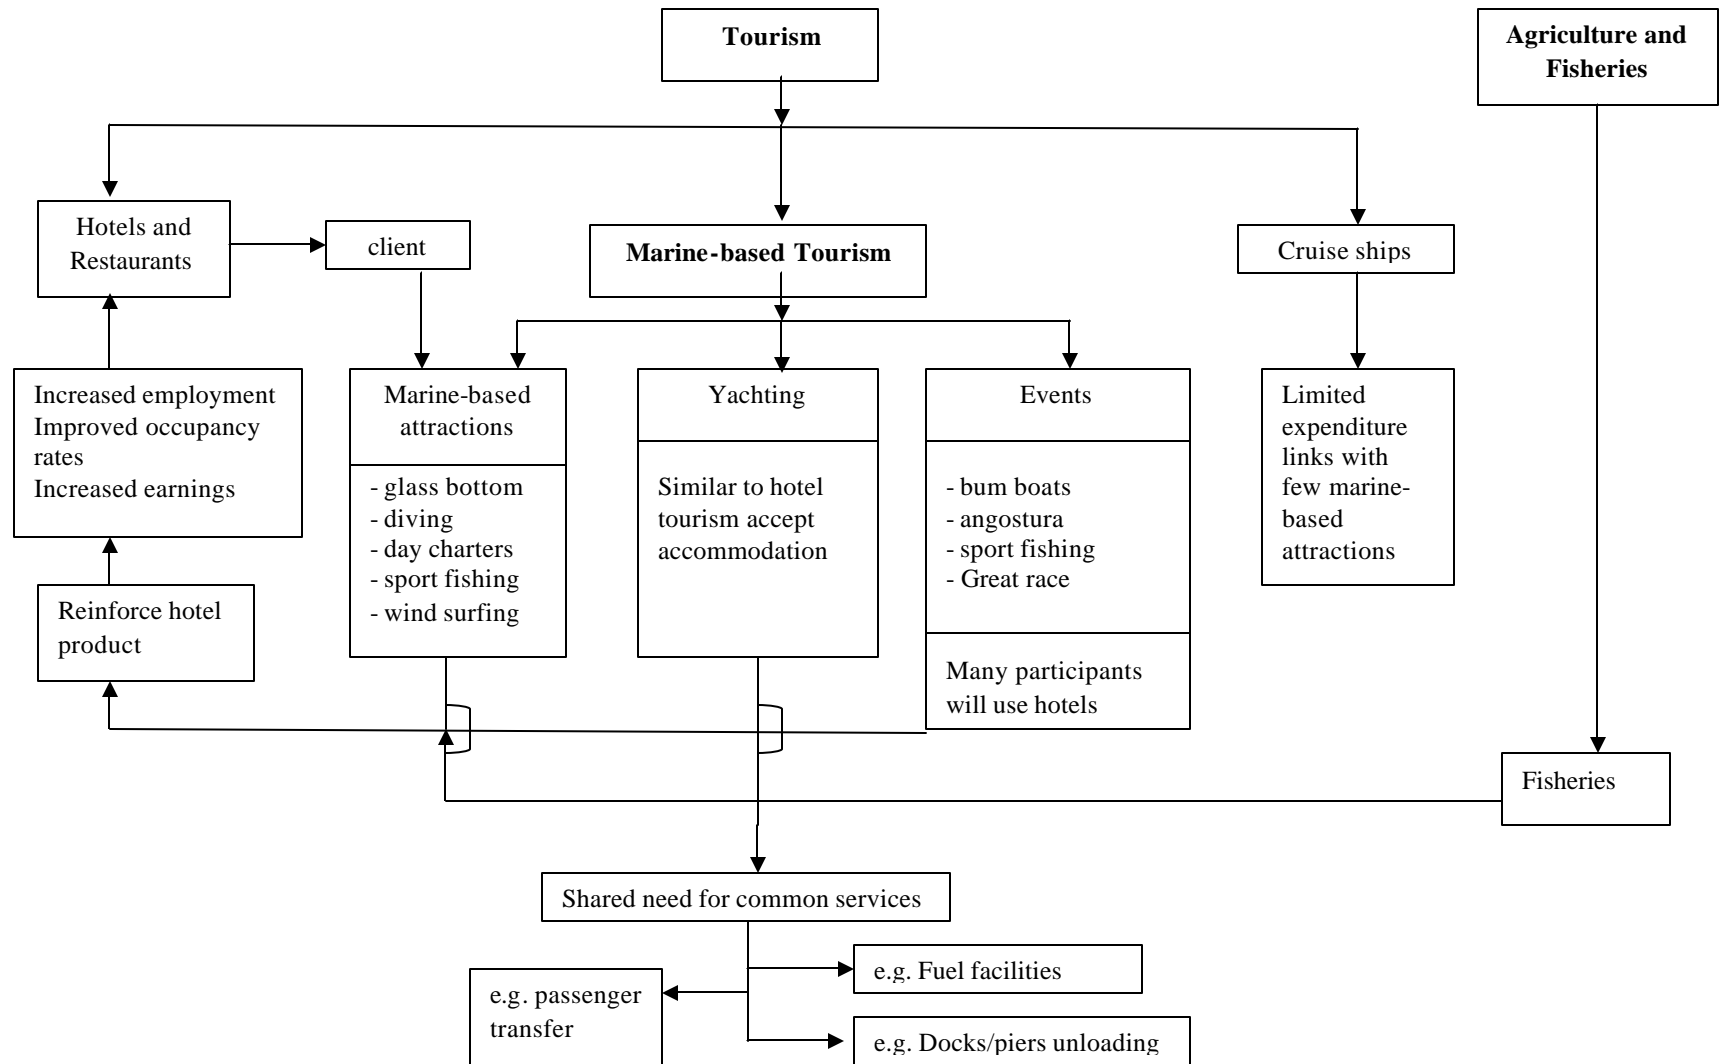 Tourism
Agriculture and
Fisheries
Hotels and
Restaurants
client
Marine-based Tourism
Cruise ships
Increased employment
Improved occupancy
rates
Increased earnings
Marine-based
attractions
- glass bottom
- diving
- day charters
- sport fishing
- wind surfing
Yachting
Similar to hotel
tourism accept
accommodation
Events
- bum boats
- angostura
- sport fishing
- Great race
Many participants
will use hotels
Limited
expenditure
links with
few marine-
based
attractions
Reinforce hotel
product
Fisheries
Shared need for common services
e.g. Fuel facilities
e.g. passenger
transfer
e.g. Docks/piers unloading